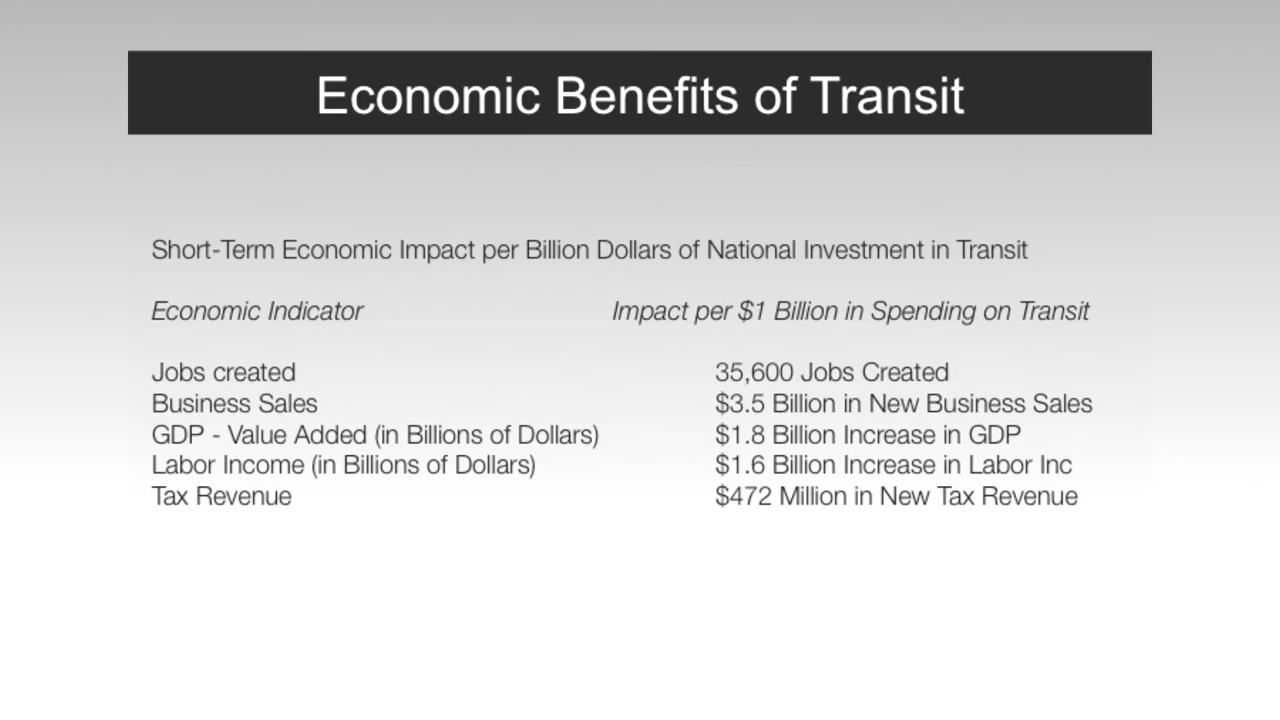 Economic Benefits of Transit
Short-Term Economic Impact per Billion Dollars of National Investment in Transit
Economic Indicator Impact per $1 Billion in Spending on Transit
Jobs created 35,600 Jobs Created
Business Sales $3.5 Billion in New Business Sales
GDP - Value Added (in Billions of Dollars) $1.8 Billion Increase in GDP
Labor Income (in Billions of Dollars) $1.6 Billion Increase in Labor Inc
Tax Revenue $472 Million in New Tax Revenue